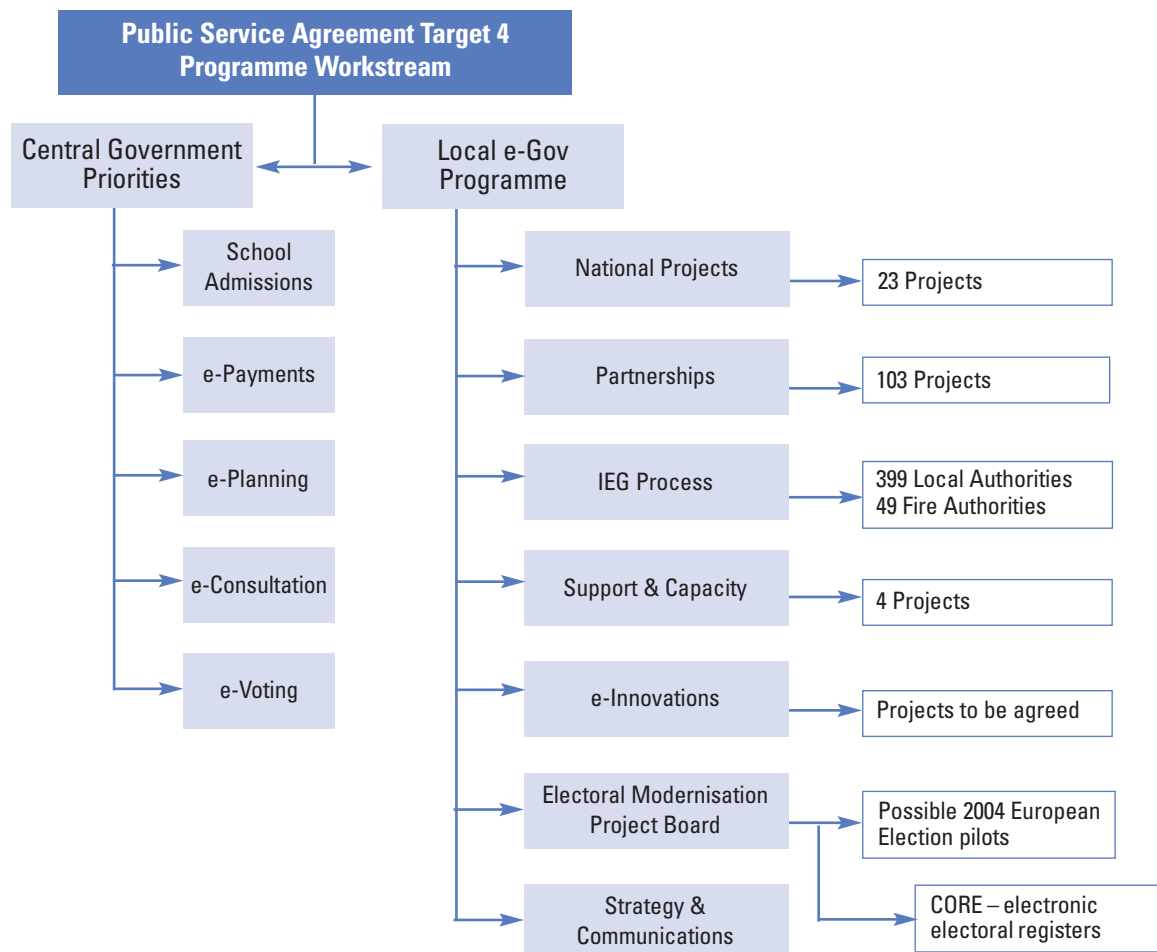 Public Service Agreement Target 4
Programme Workstream
Central Government
Priorities
School
Admissions
e-Payments
e-Planning
e-Consultation
e-Voting
Local e-Gov
Programme
National Projects
23 Projects
Partnerships
103 Projects
IEG Process
399 Local Authorities
49 Fire Authorities
Support & Capacity
4 Projects
e-Innovations
Projects to be agreed
Electoral Modernisation
Project Board
Possible 2004 European
Election pilots
CORE – electronic
electoral registers
Strategy &
Communications